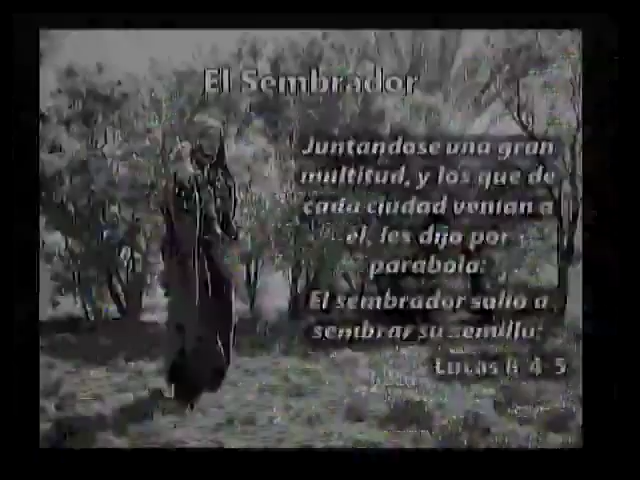 El Sembrador
Juntandose una gran
multitud, y los que de
cada ciudad venian a
el, les dijo por
parabola:
El sembrador salio a
sembrar su semilla;
Lucas 8 4-5